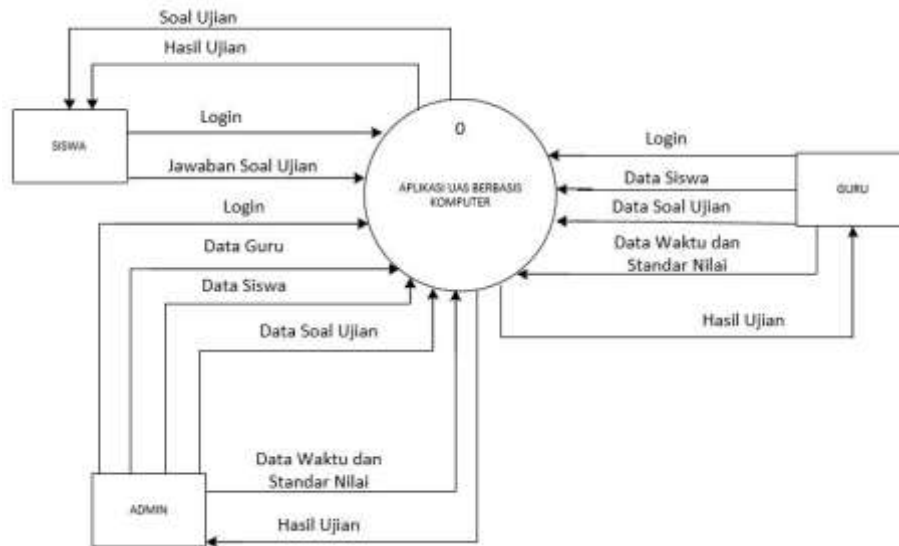 Soal Ujian
Hasil Ujian
SISWA
Login
Jawaban Soal Ujian
0
APLIKASI UAS BERBASIS
KOMPUTER
Login
Data Siswa
Data Soal Ujian
Data Waktu dan
Standar Nilai
GURU
Hasil Ujian
Login
Data Guru
Data Siswa
Data Soal Ujian
Data Waktu dan
Standar Nilai
ADMIN
Hasil Ujian